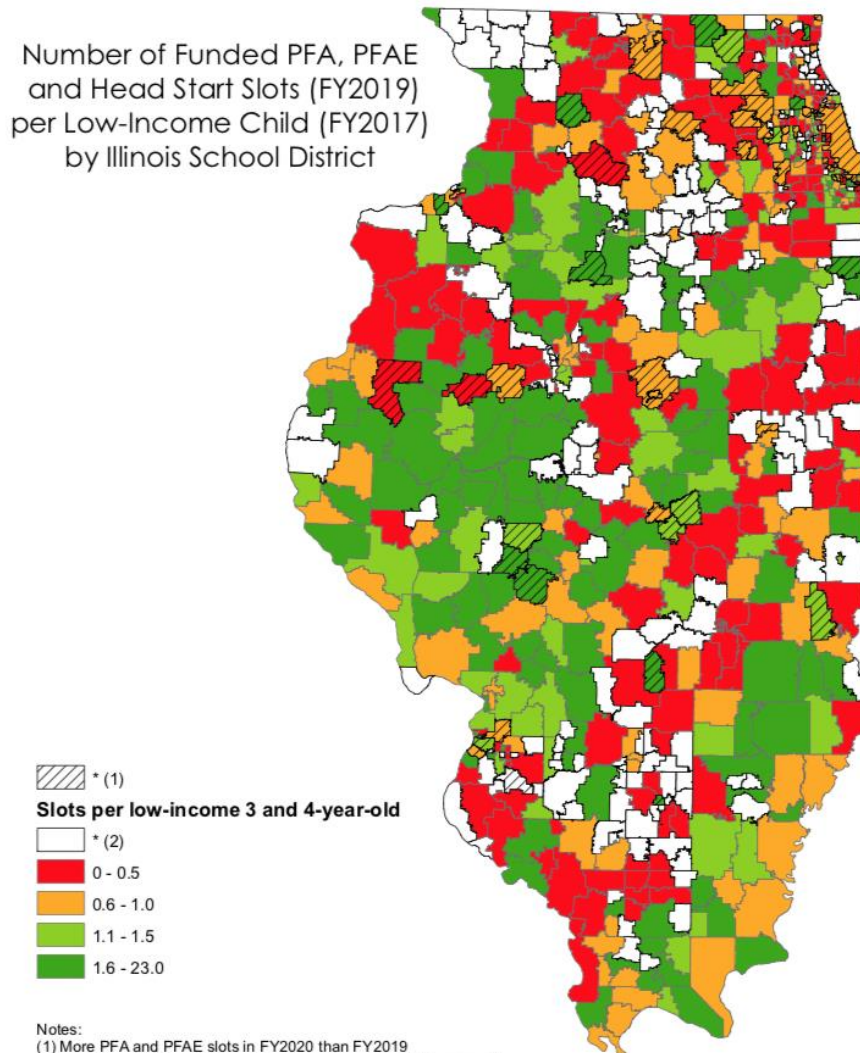 Number of Funded PFA, PFAE
and Head Start Slots (FY2019)
per Low-Income Child (FY2017)
by Illinois School District
* (1)
Slots per low-income 3 and 4-year-old
* (2)
0 - 0.5
0.6 - 1.0
1.1 - 1.5
1.6 - 23.0
Notes:
(1) More PFA and PFAE slots in FY2020 than FY2019